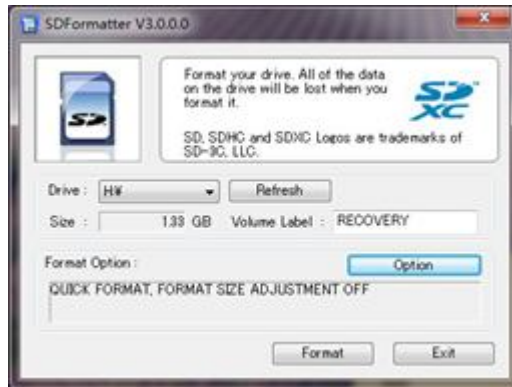 SDFormatter V3.0.0.0
Format your drive. All of the data
on the drive will be lost when you
format it.
SD, SDHC and SDXC Logos are trademarks of
SD-3C, LLC.
SD
SD
XC
Drive : H¥ Refresh
Size : 1.33 GB Volume Label : RECOVERY
Format Option :
Option
QUICK FORMAT, FORMAT SIZE ADJUSTMENT OFF
Format Exit